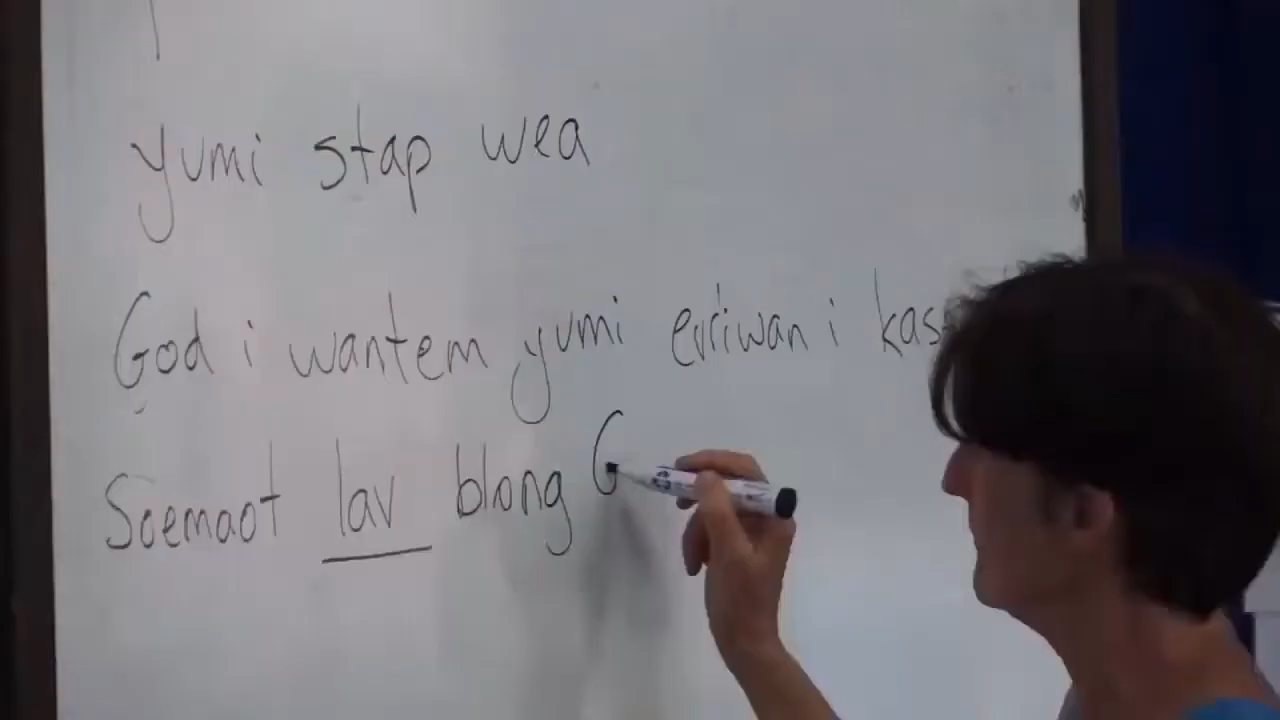 yumi stap wea
God i wantem yumi evriwan i kas
Soemaot lav blong G